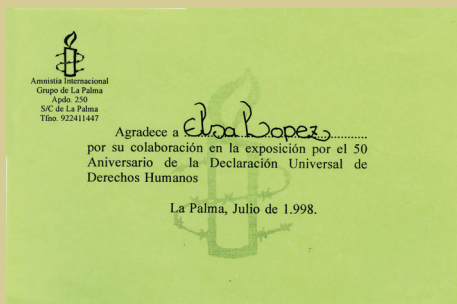 Amnistia Internacional
Grupo de La Palma
Apdo. 250
S/C de La Palma
Tfno. 922411447
Agradece a Elsa Lopez
por su colaboración en la exposición por el 50
Aniversario de la Declaración Universal de
Derechos Humanos
La Palma, Julio de 1.998.